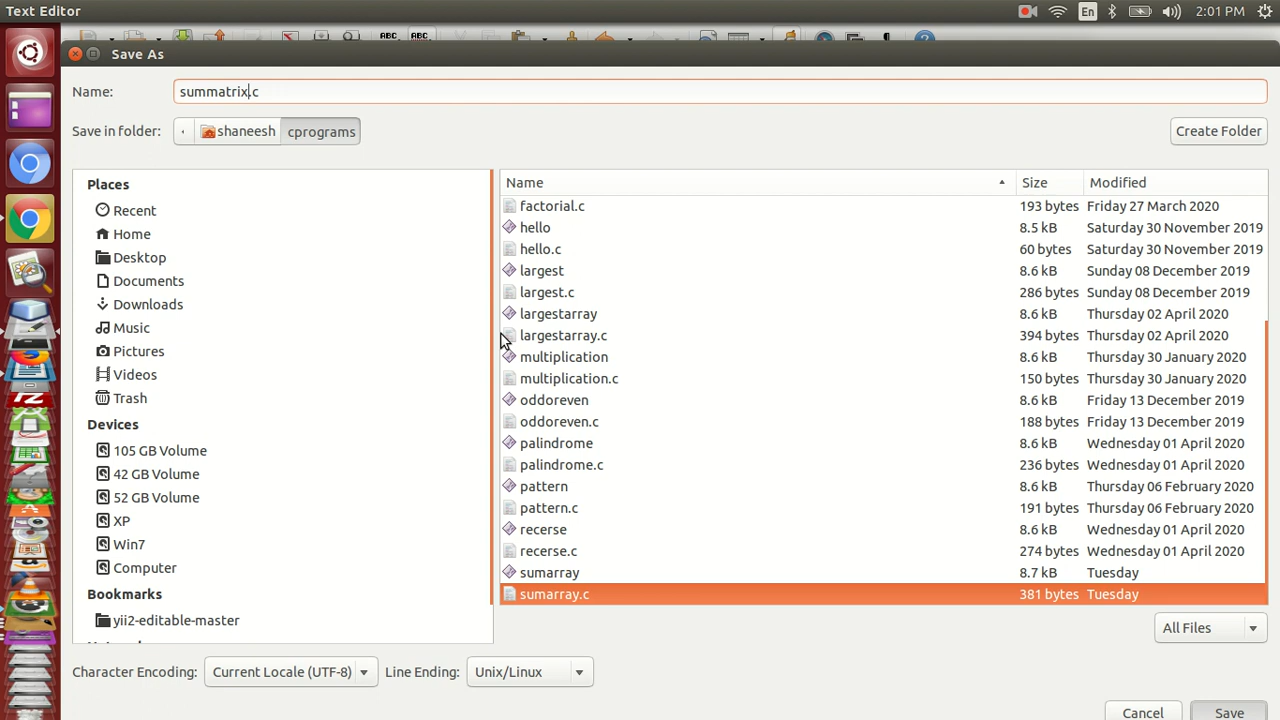 Text Editor
En
2:01 PM
ABC
ABC
Save As
Name:
summatrix.c
Save in folder:
shaneesh
cprograms
Create Folder
Places
Recent
Home
Desktop
Documents
Downloads
Music
Pictures
Videos
Trash
Devices
105 GB Volume
42 GB Volume
52 GB Volume
XP
Win7
Computer
Bookmarks
yii2-editable-master
Name Size Modified
factorial.c 193 bytes Friday 27 March 2020
hello 8.5 kB Saturday 30 November 2019
hello.c 60 bytes Saturday 30 November 2019
largest 8.6 kB Sunday 08 December 2019
largest.c 286 bytes Sunday 08 December 2019
largestarray 8.6 kB Thursday 02 April 2020
largestarray.c 394 bytes Thursday 02 April 2020
multiplication 8.6 kB Thursday 30 January 2020
multiplication.c 150 bytes Thursday 30 January 2020
oddoreven 8.6 kB Friday 13 December 2019
oddoreven.c 188 bytes Friday 13 December 2019
palindrome 8.6 kB Wednesday 01 April 2020
palindrome.c 236 bytes Wednesday 01 April 2020
pattern 8.6 kB Thursday 06 February 2020
pattern.c 191 bytes Thursday 06 February 2020
recerse 8.6 kB Wednesday 01 April 2020
recerse.c 274 bytes Wednesday 01 April 2020
sumarray 8.7 kB Tuesday
sumarray.c 381 bytes Tuesday
All Files
Character Encoding: Current Locale (UTF-8) Line Ending: Unix/Linux
Cancel Save